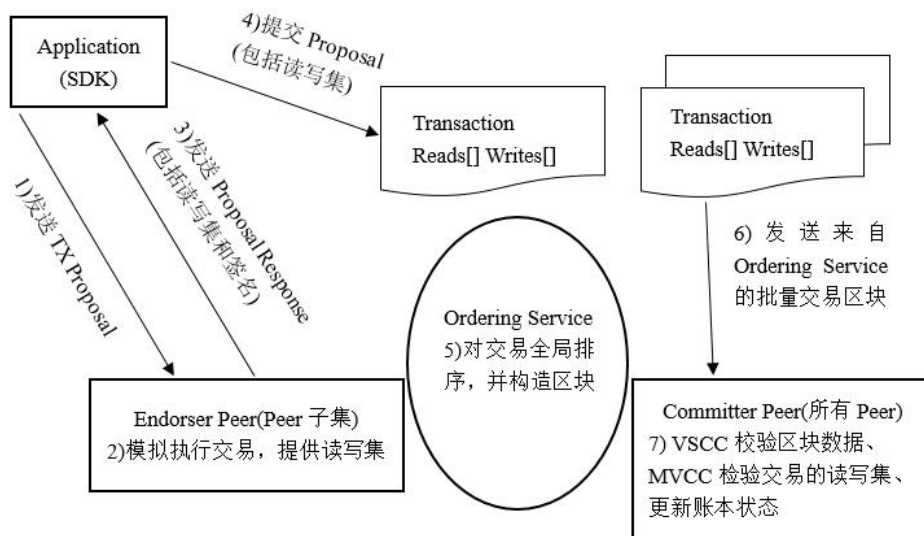 Application
(SDK)
4)提交 Proposal
(包括读写集)
Transaction
Reads[] Writes[]
Transaction
Reads[] Writes[]
1)发送 TX Proposal
3)发送 Proposal Response
(包括读写集和签名)
6) 发送来自
Ordering Service
的批量交易区块
Ordering Service
5)对交易全局排
序，并构造区块
Endorser Peer(Peer 子集)
2)模拟执行交易，提供读写集
Committer Peer(所有 Peer)
7) VSCC 校验区块数据、
MVCC 检验交易的读写集、
更新账本状态